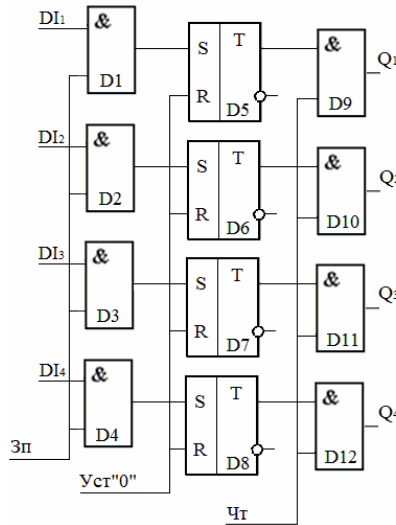 DI1 & D1 S T R D5 & D9 Q1
DI2 & D2 S T R D6 & D10 Q2
DI3 & D3 S T R D7 & D11 Q3
DI4 & D4 S T R D8 & D12 Q4
Зп
Уст"0"
Чт